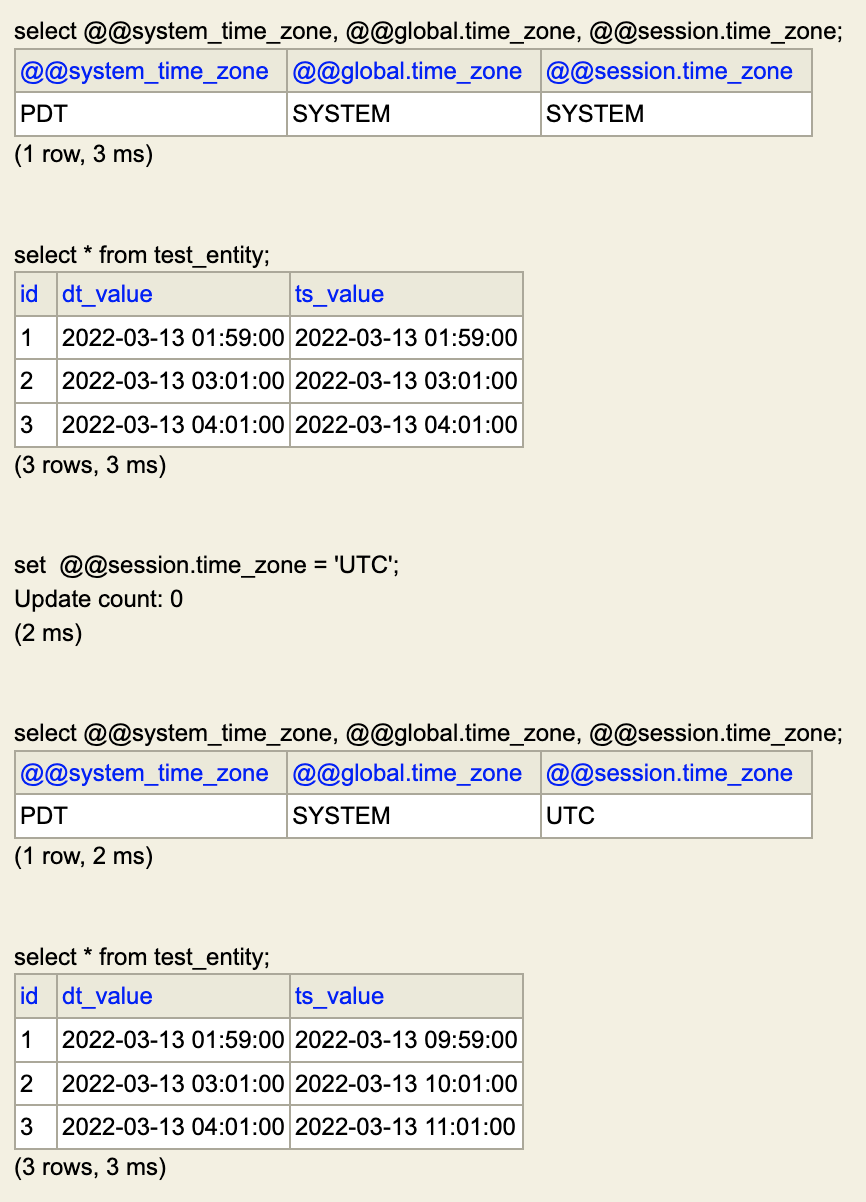 select @@system_time_zone, @@global.time_zone, @@session.time_zone;
@@system_time_zone @@global.time_zone @@session.time_zone
PDT SYSTEM SYSTEM
(1 row, 3 ms)
select * from test_entity;
id dt_value ts_value
1 2022-03-13 01:59:00 2022-03-13 01:59:00
2 2022-03-13 03:01:00 2022-03-13 03:01:00
3 2022-03-13 04:01:00 2022-03-13 04:01:00
(3 rows, 3 ms)
set  @@session.time_zone = 'UTC';
Update count: 0
(2 ms)
select @@system_time_zone, @@global.time_zone, @@session.time_zone;
@@system_time_zone @@global.time_zone @@session.time_zone
PDT SYSTEM UTC
(1 row, 2 ms)
select * from test_entity;
id dt_value ts_value
1 2022-03-13 01:59:00 2022-03-13 09:59:00
2 2022-03-13 03:01:00 2022-03-13 10:01:00
3 2022-03-13 04:01:00 2022-03-13 11:01:00
(3 rows, 3 ms)